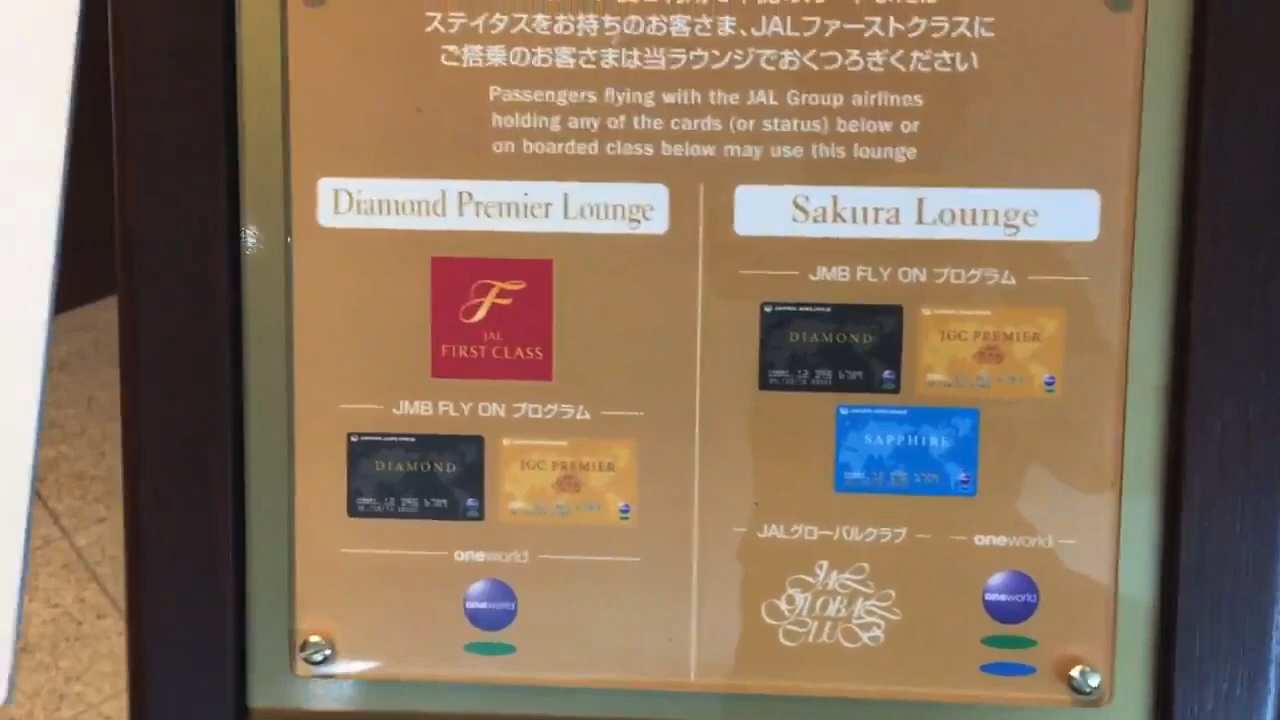 ステイタスをお持ちのお客さま、JALファーストクラスに
ご搭乗のお客さまは当ラウンジでおくつろぎください
Passengers flying with the JAL Group airlines
holding any of the cards (or status) below or
on boarded class below may use this lounge
Diamond Premier Lounge
F
JAL
FIRST CLASS
JMB FLY ON プログラム
DIAMOND
JGC PREMIER
oneworld
oneworld
Sakura Lounge
JMB FLY ON プログラム
DIAMOND
JGC PREMIER
SAPPHIRE
JALグローバルクラブ
JAL
GLOBAL
CLUB
oneworld
oneworld